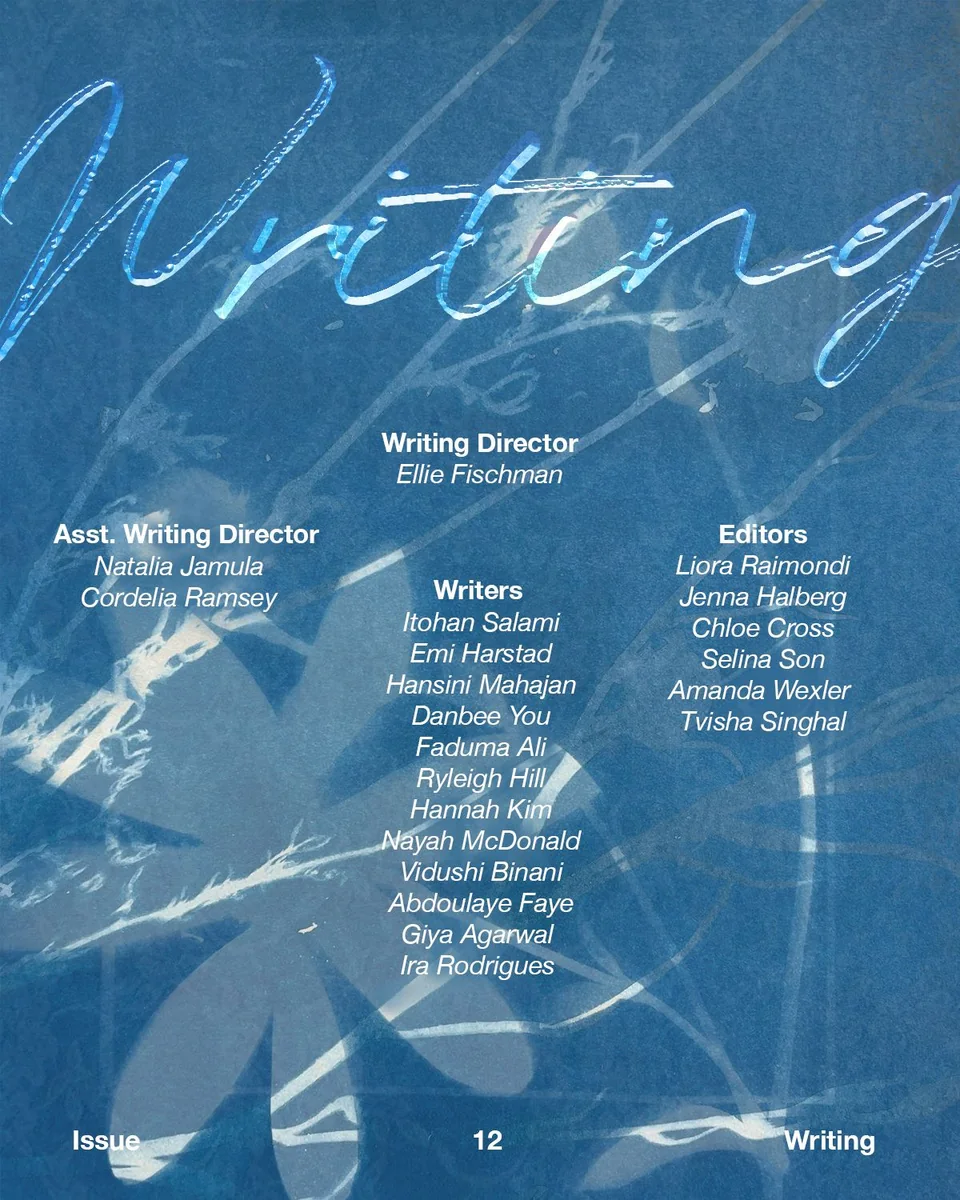 Writing
Writing Director
Ellie Fischman
Asst. Writing Director
Natalia Jamula
Cordelia Ramsey
Writers
Itohan Salami
Emi Harstad
Hansini Mahajan
Danbee You
Faduma Ali
Ryleigh Hill
Hannah Kim
Nayah McDonald
Vidushi Binani
Abdoulaye Faye
Giya Agarwal
Ira Rodrigues
Editors
Liora Raimondi
Jenna Halberg
Chloe Cross
Selina Son
Amanda Wexler
Tvisha Singhal
Issue
12
Writing